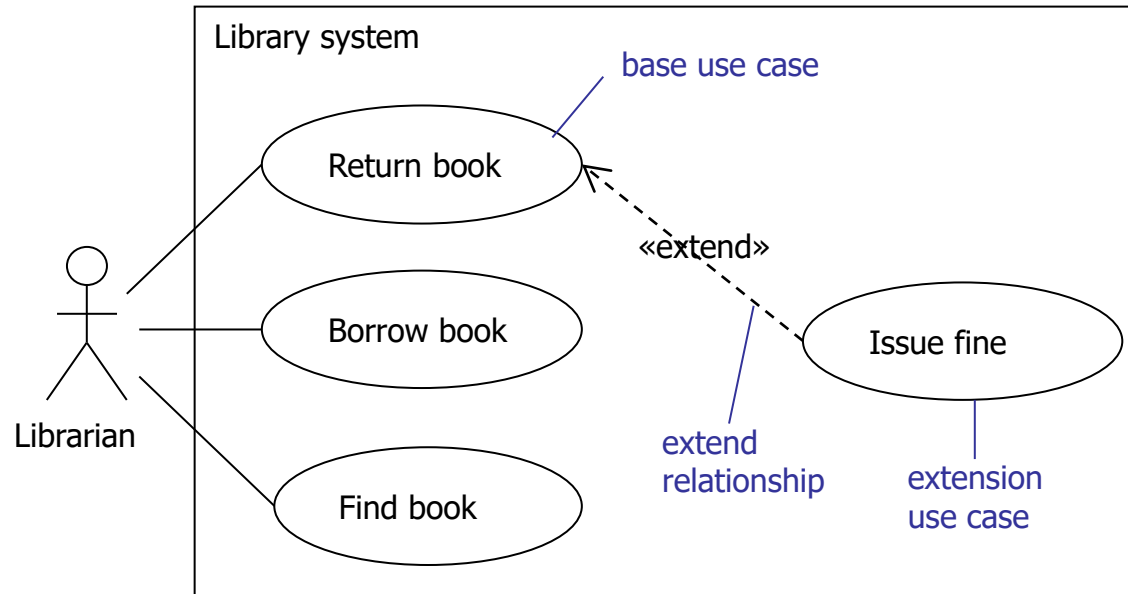 Library system
base use case
Return book
«extend»
Borrow book
Issue fine
Librarian
extend
relationship
extension
use case
Find book